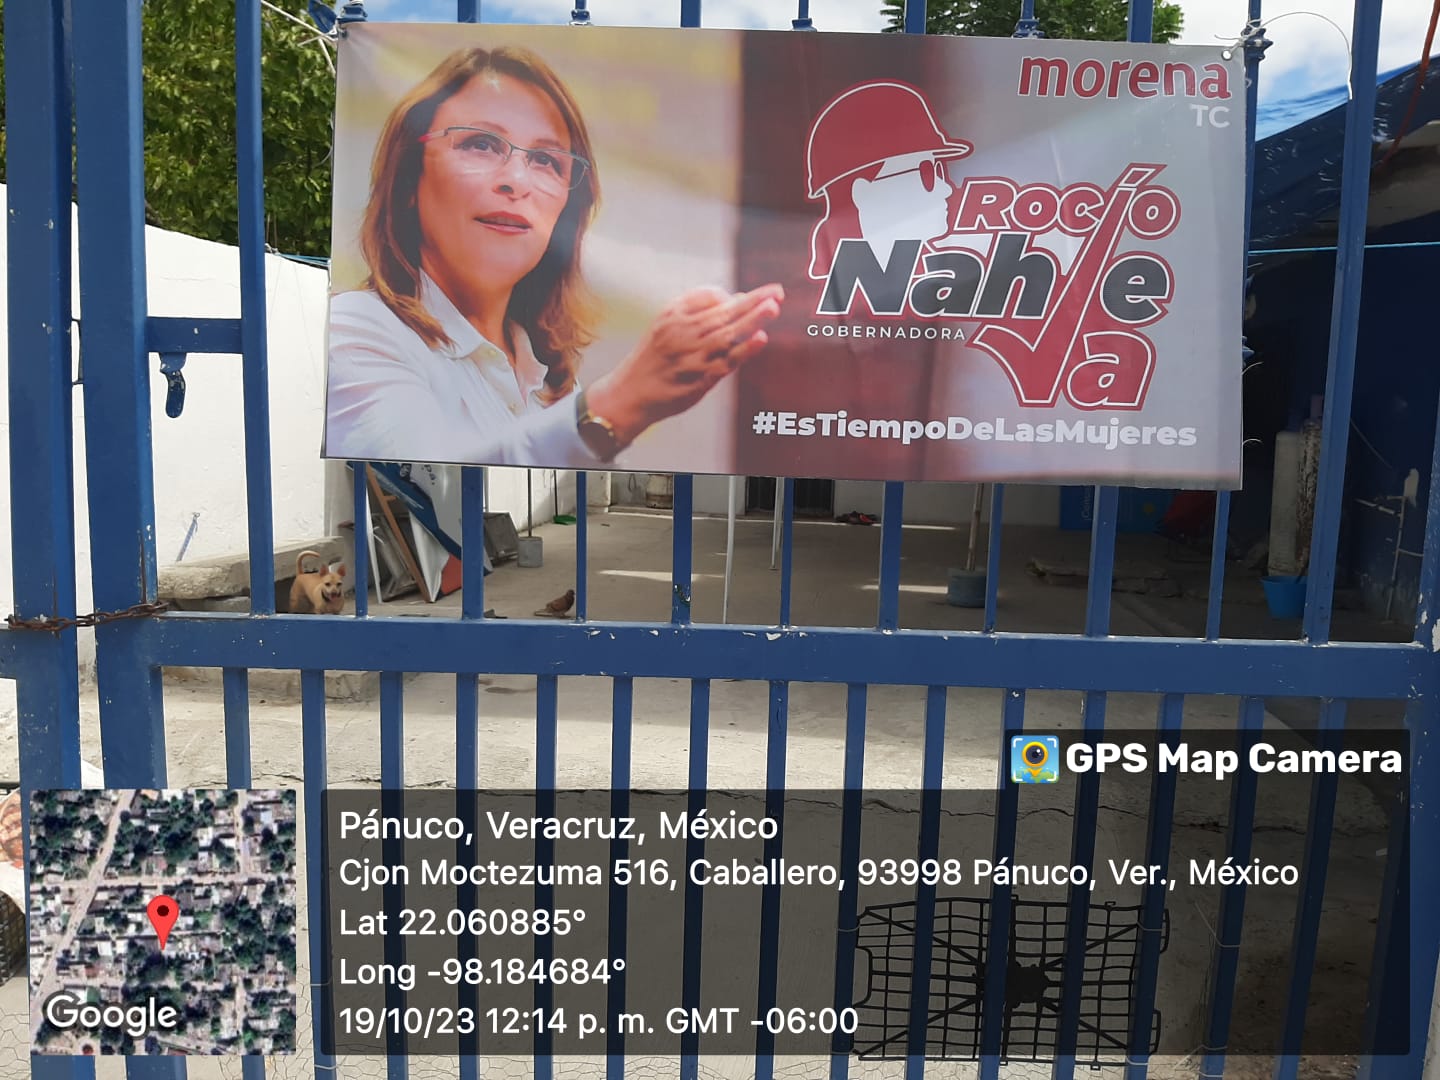 morena
TC
Rocío
Nahle
GOBERNADORA
Va
#EsTiempoDeLasMujeres
GPS Map Camera
Pánuco, Veracruz, México
Cjon Moctezuma 516, Caballero, 93998 Pánuco, Ver., México
Lat 22.060885°
Long -98.184684°
19/10/23 12:14 p. m. GMT -06:00
Google